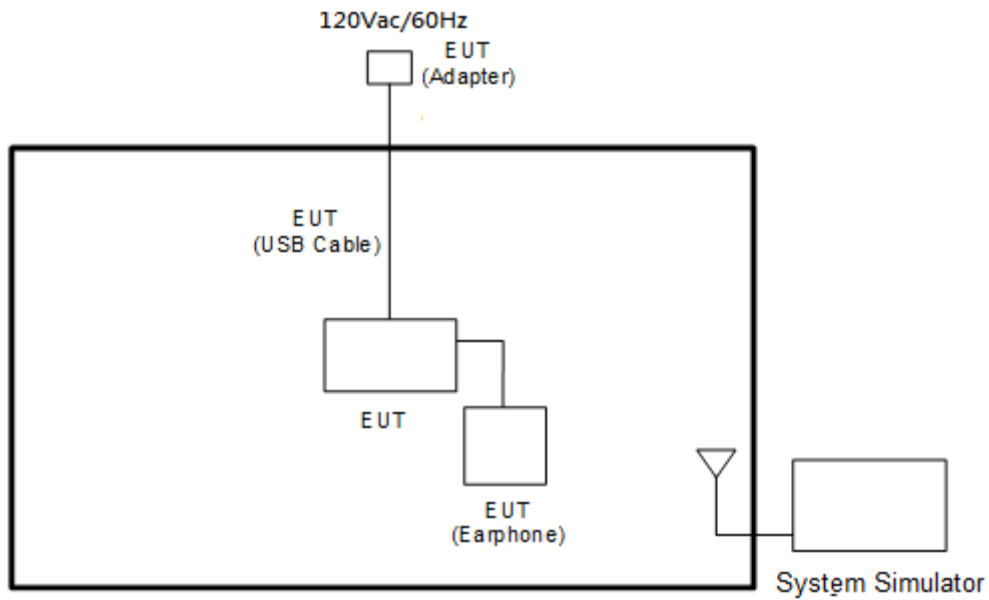 120Vac/60Hz
EUT
(Adapter)
EUT
(USB Cable)
EUT
EUT
(Earphone)
System Simulator